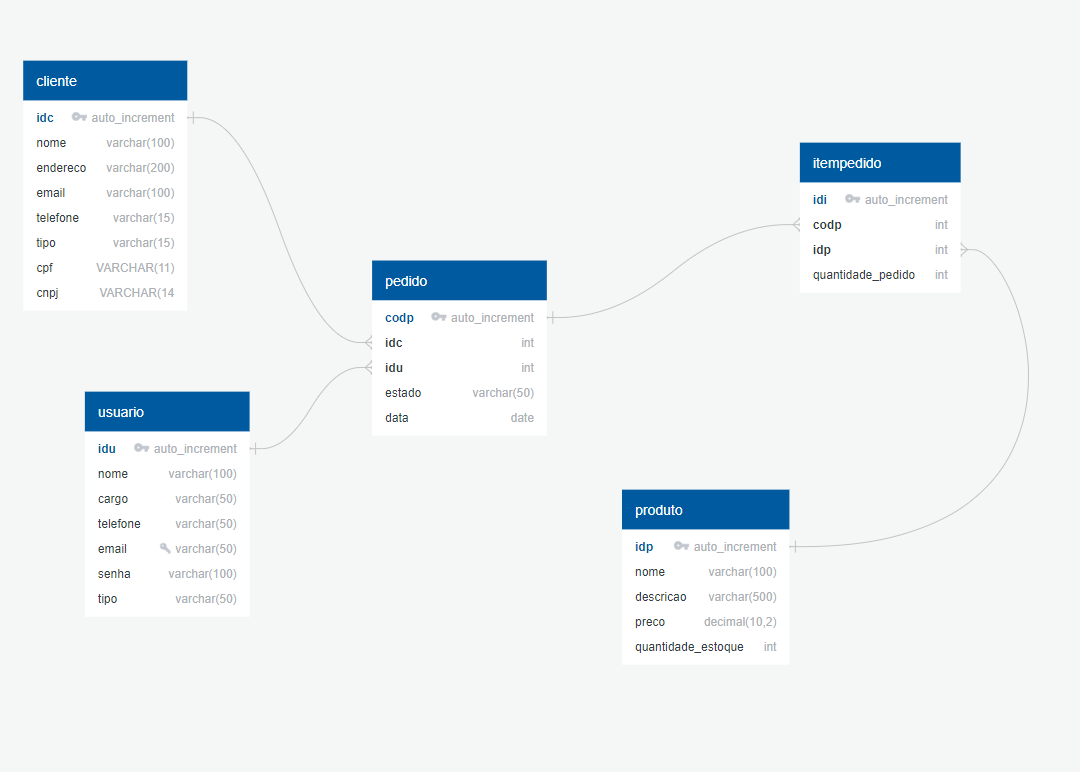 cliente
idc auto_increment
nome varchar(100)
endereco varchar(200)
email varchar(100)
telefone varchar(15)
tipo varchar(15)
cpf VARCHAR(11)
cnpj VARCHAR(14
usuario
idu auto_increment
nome varchar(100)
cargo varchar(50)
telefone varchar(50)
email varchar(50)
senha varchar(100)
tipo varchar(50)
pedido
codp auto_increment
idc int
idu int
estado varchar(50)
data date
itempedido
idi auto_increment
codp int
idp int
quantidade_pedido int
produto
idp auto_increment
nome varchar(100)
descricao varchar(500)
preco decimal(10,2)
quantidade_estoque int